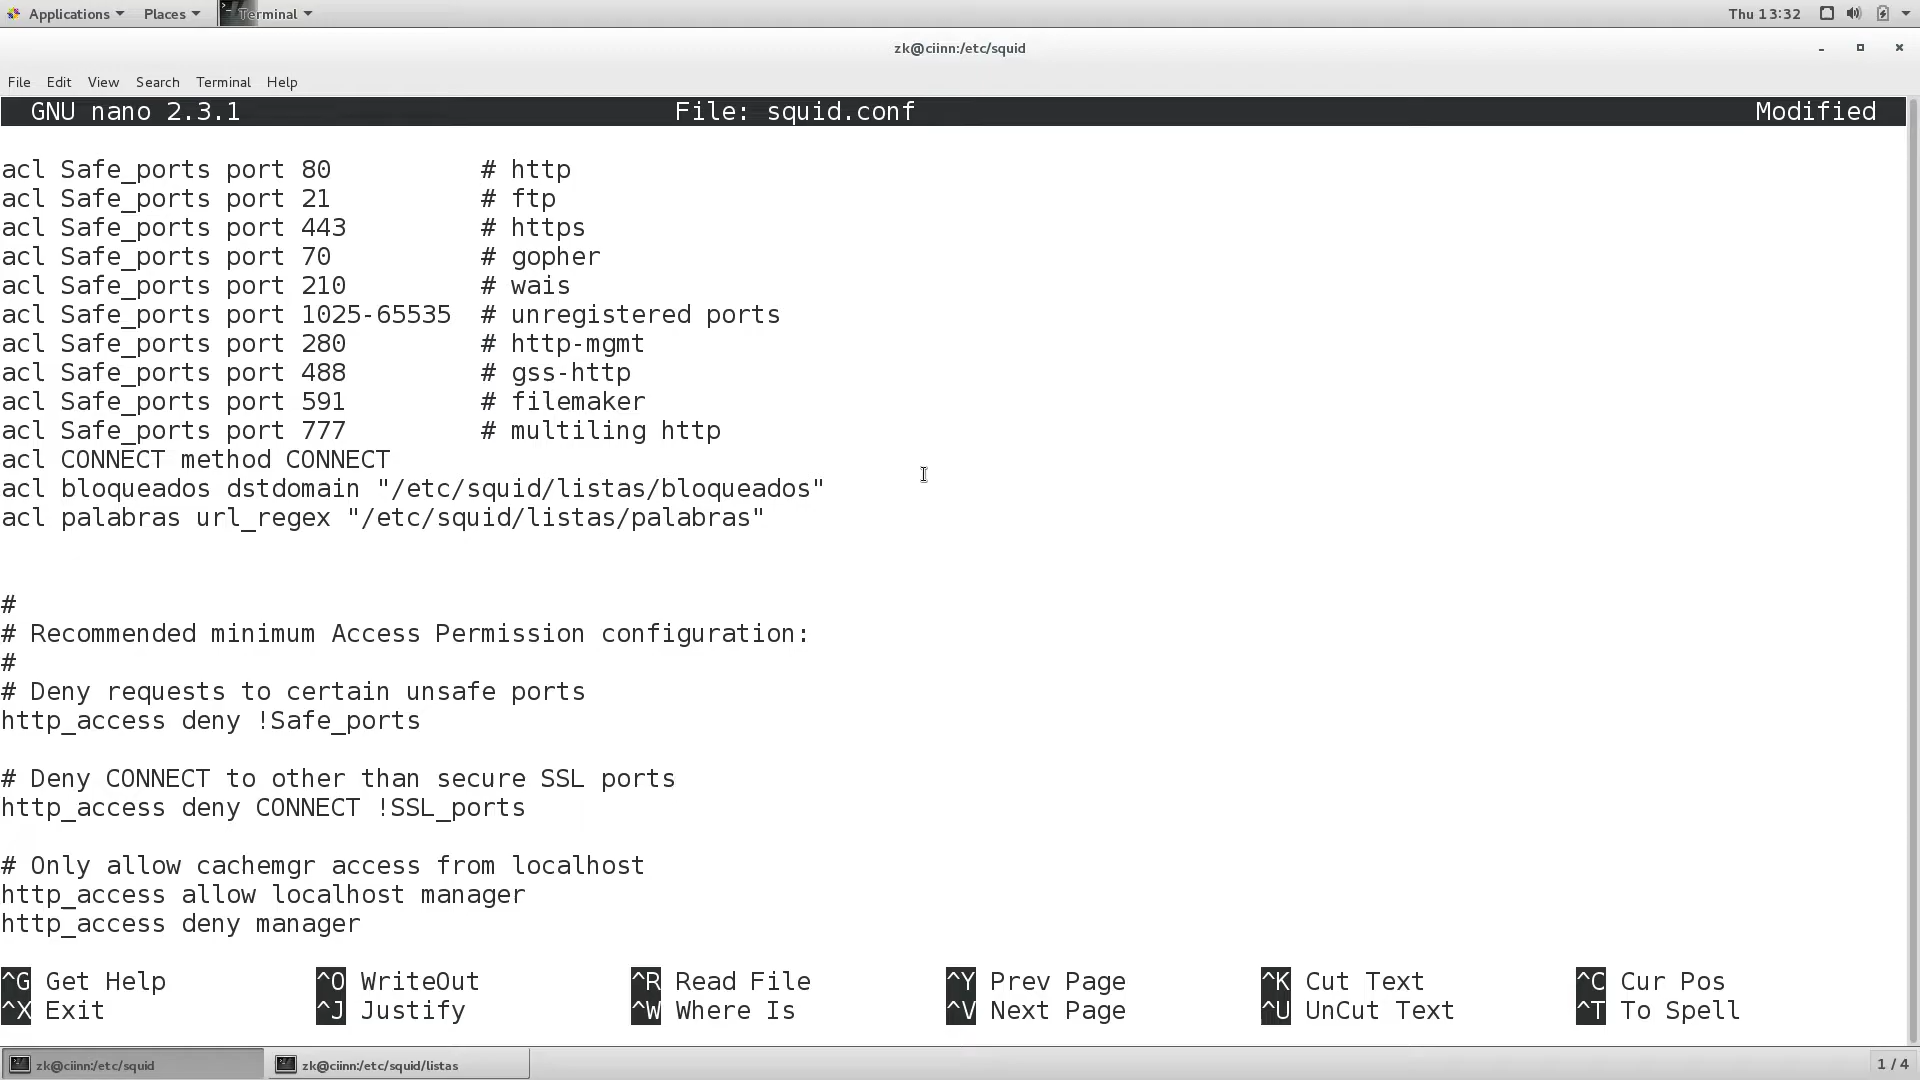 Applications Places Terminal Thu 13:32
zk@ciinn:/etc/squid
File Edit View Search Terminal Help
GNU nano 2.3.1 File: squid.conf Modified
acl Safe_ports port 80 # http
acl Safe_ports port 21 # ftp
acl Safe_ports port 443 # https
acl Safe_ports port 70 # gopher
acl Safe_ports port 210 # wais
acl Safe_ports port 1025-65535 # unregistered ports
acl Safe_ports port 280 # http-mgmt
acl Safe_ports port 488 # gss-http
acl Safe_ports port 591 # filemaker
acl Safe_ports port 777 # multiling http
acl CONNECT method CONNECT
acl bloqueados dstdomain "/etc/squid/listas/bloqueados"
acl palabras url_regex "/etc/squid/listas/palabras"
#
# Recommended minimum Access Permission configuration:
#
# Deny requests to certain unsafe ports
http_access deny !Safe_ports
# Deny CONNECT to other than secure SSL ports
http_access deny CONNECT !SSL_ports
# Only allow cachemgr access from localhost
http_access allow localhost manager
http_access deny manager
^G Get Help ^O WriteOut ^R Read File ^Y Prev Page ^K Cut Text ^C Cur Pos
^X Exit ^J Justify ^W Where Is ^V Next Page ^U UnCut Text ^T To Spell
zk@ciinn:/etc/squid zk@ciinn:/etc/squid/listas 1 / 4